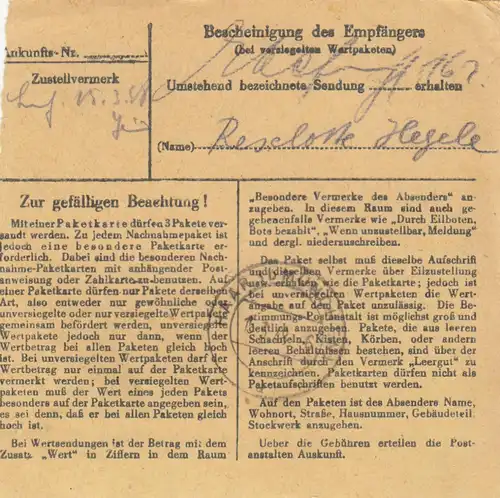 Ankunfts-Nr.
Zustellvermerk
Bescheinigung des Empfängers
(bei versiegelten Wertpaketen)
Umstehend bezeichnete Sendung erhalten
(Name) Reselotte Hegele
Zur gefälligen Beachtung!
Mit einer Paketkarte dürfen 3 Pakete ver-
sandt werden. Zu jedem Nachnahmepaket ist
jedoch eine besondere Paketkarte er-
forderlich. Dabei sind die besonderen Nach-
nahme-Paketkarten mit anhängender Post-
anweisung oder Zahlkarte zu benutzen. Auf
einer Paketkarte dürfen nur Pakete derselben
Art, also entweder nur gewöhnliche oder
unversiegelte oder nur versiegelte Wertpakete
gemeinsam befördert werden, unversiegelte
Wertpakete jedoch nur dann, wenn der
Wertbetrag bei allen Paketen gleich hoch
ist. Bei unversiegelten Wertpaketen darf der
Wertbetrag nur einmal auf der Paketkarte
vermerkt werden; bei versiegelten Wert-
paketen muß der Wert eines jeden Pakets
besonders auf der Paketkarte angegeben sein,
es sei denn, daß er bei allen Paketen gleich
hoch ist.
Bei Wertsendungen ist der Betrag mit dem
Zusatz „Wert" in Ziffern in dem Raum
„Besondere Vermerke des Absenders" an-
zugeben. In diesem Raum sind auch ge-
gebenenfalls Vermerke wie „Durch Eilboten,
Bote bezahlt", „Wenn unzustellbar, Meldung"
und dergl. niederzuschreiben.
Das Paket selbst muß dieselbe Aufschrift
und dieselben Vermerke über Eilzustellung
usw. erhalten wie die Paketkarte; jedoch ist
bei unversiegelten Wertpaketen die Wert-
angabe auf dem Paket unzulässig. Die Be-
stimmungs-Postanstalt ist möglichst groß und
deutlich anzugeben. Pakete, die aus leeren
Schachteln, Kisten, Körben, oder andern
leeren Behältnissen bestehen, sind über der
Anschrift durch den Vermerk „Leergut" zu
kennzeichnen. Paketkarten dürfen nicht als
Paketaufschriften benutzt werden.
Auf den Paketen ist des Absenders Name,
Wohnort, Straße, Hausnummer, Gebäudeteil,
Stockwerk anzugeben.
Ueber die Gebühren erteilen die Post-
anstalten Auskunft.